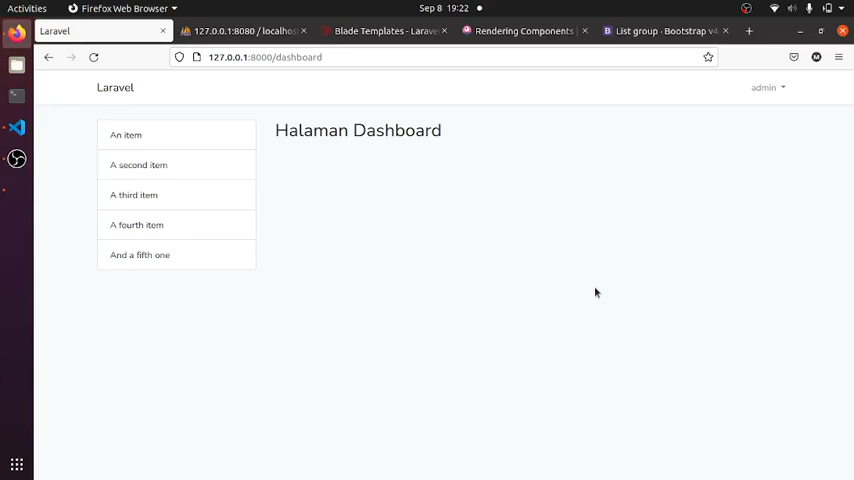 Activities
Firefox Web Browser
Sep 8 19:22
Laravel
127.0.0.1:8080 / localhos
Blade Templates - Larave
Rendering Components |
List group · Bootstrap v4.
127.0.0.1:8000/dashboard
M
Laravel
admin
An item
Halaman Dashboard
A second item
A third item
A fourth item
And a fifth one